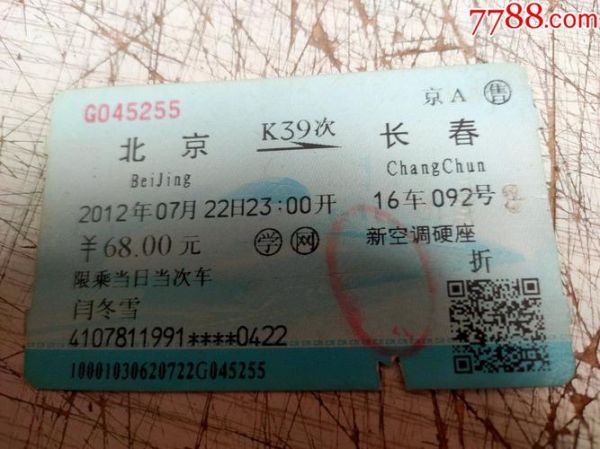 7788.com
G045255
京A 售
北京 K39次 长春
BeiJing ChangChun
2012年07月22日23:00开 16车092号
￥68.00元 学 网 新空调硬座
限乘当日当次车 折
闫冬雪
4107811991****0422
10001030620722G045255